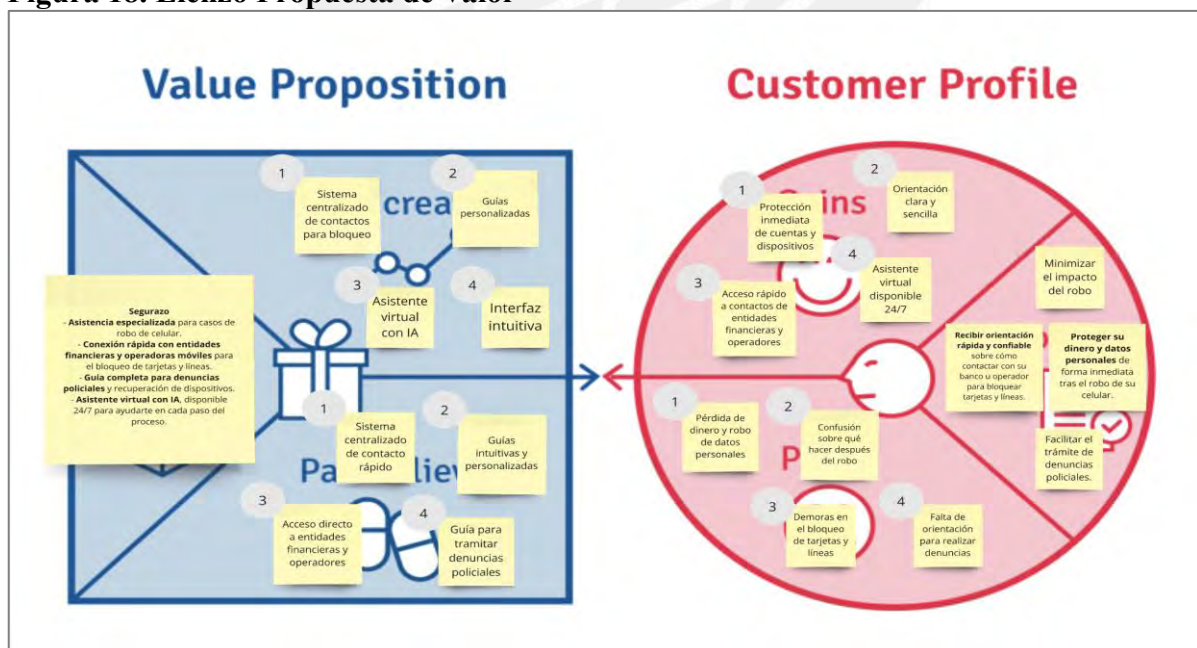 Figura 18. Lienzo Propuesta de Valor
Value Proposition
1
Sistema
centralizado
de contactos
para bloqueo
2
Guías
personalizadas
crea
3
Asistente
virtual
con IA
4
Interfaz
intuitiva
Segurazo
- Asistencia especializada para casos de
robo de celular.
- Conexión rápida con entidades
financieras y operadoras móviles para
el bloqueo de tarjetas y líneas.
- Guía completa para denuncias
policiales y recuperación de dispositivos.
- Asistente virtual con IA, disponible
24/7 para ayudarte en cada paso del
proceso.
1
Sistema
centralizado
de contacto
rápido
2
Guías
intuitivas y
personalizadas
Pa
liev
3
Acceso directo
a entidades
financieras y
operadores
4
Guía para
tramitar
denuncias
policiales
Customer Profile
1
Protección
inmediata
de cuentas y
dispositivos
ins
2
Orientación
clara y
sencilla
3
Acceso rápido
a contactos de
entidades
financieras y
operadores
4
Asistente
virtual
disponible
24/7
Minimizar
el impacto
del robo
Recibir orientación
rápida y confiable
sobre cómo
contactar con su
banco u operador
para bloquear
tarjetas y líneas.
Proteger su
dinero y datos
personales de
forma inmediata
tras el robo de su
celular.
Facilitar el
trámite de
denuncias
policiales.
1
Pérdida de
dinero y robo
de datos
personales
2
Confusión
sobre qué
hacer después
del robo
P
3
Demoras en
el bloqueo
de tarjetas y
líneas
4
Falta de
orientación
para realizar
denuncias